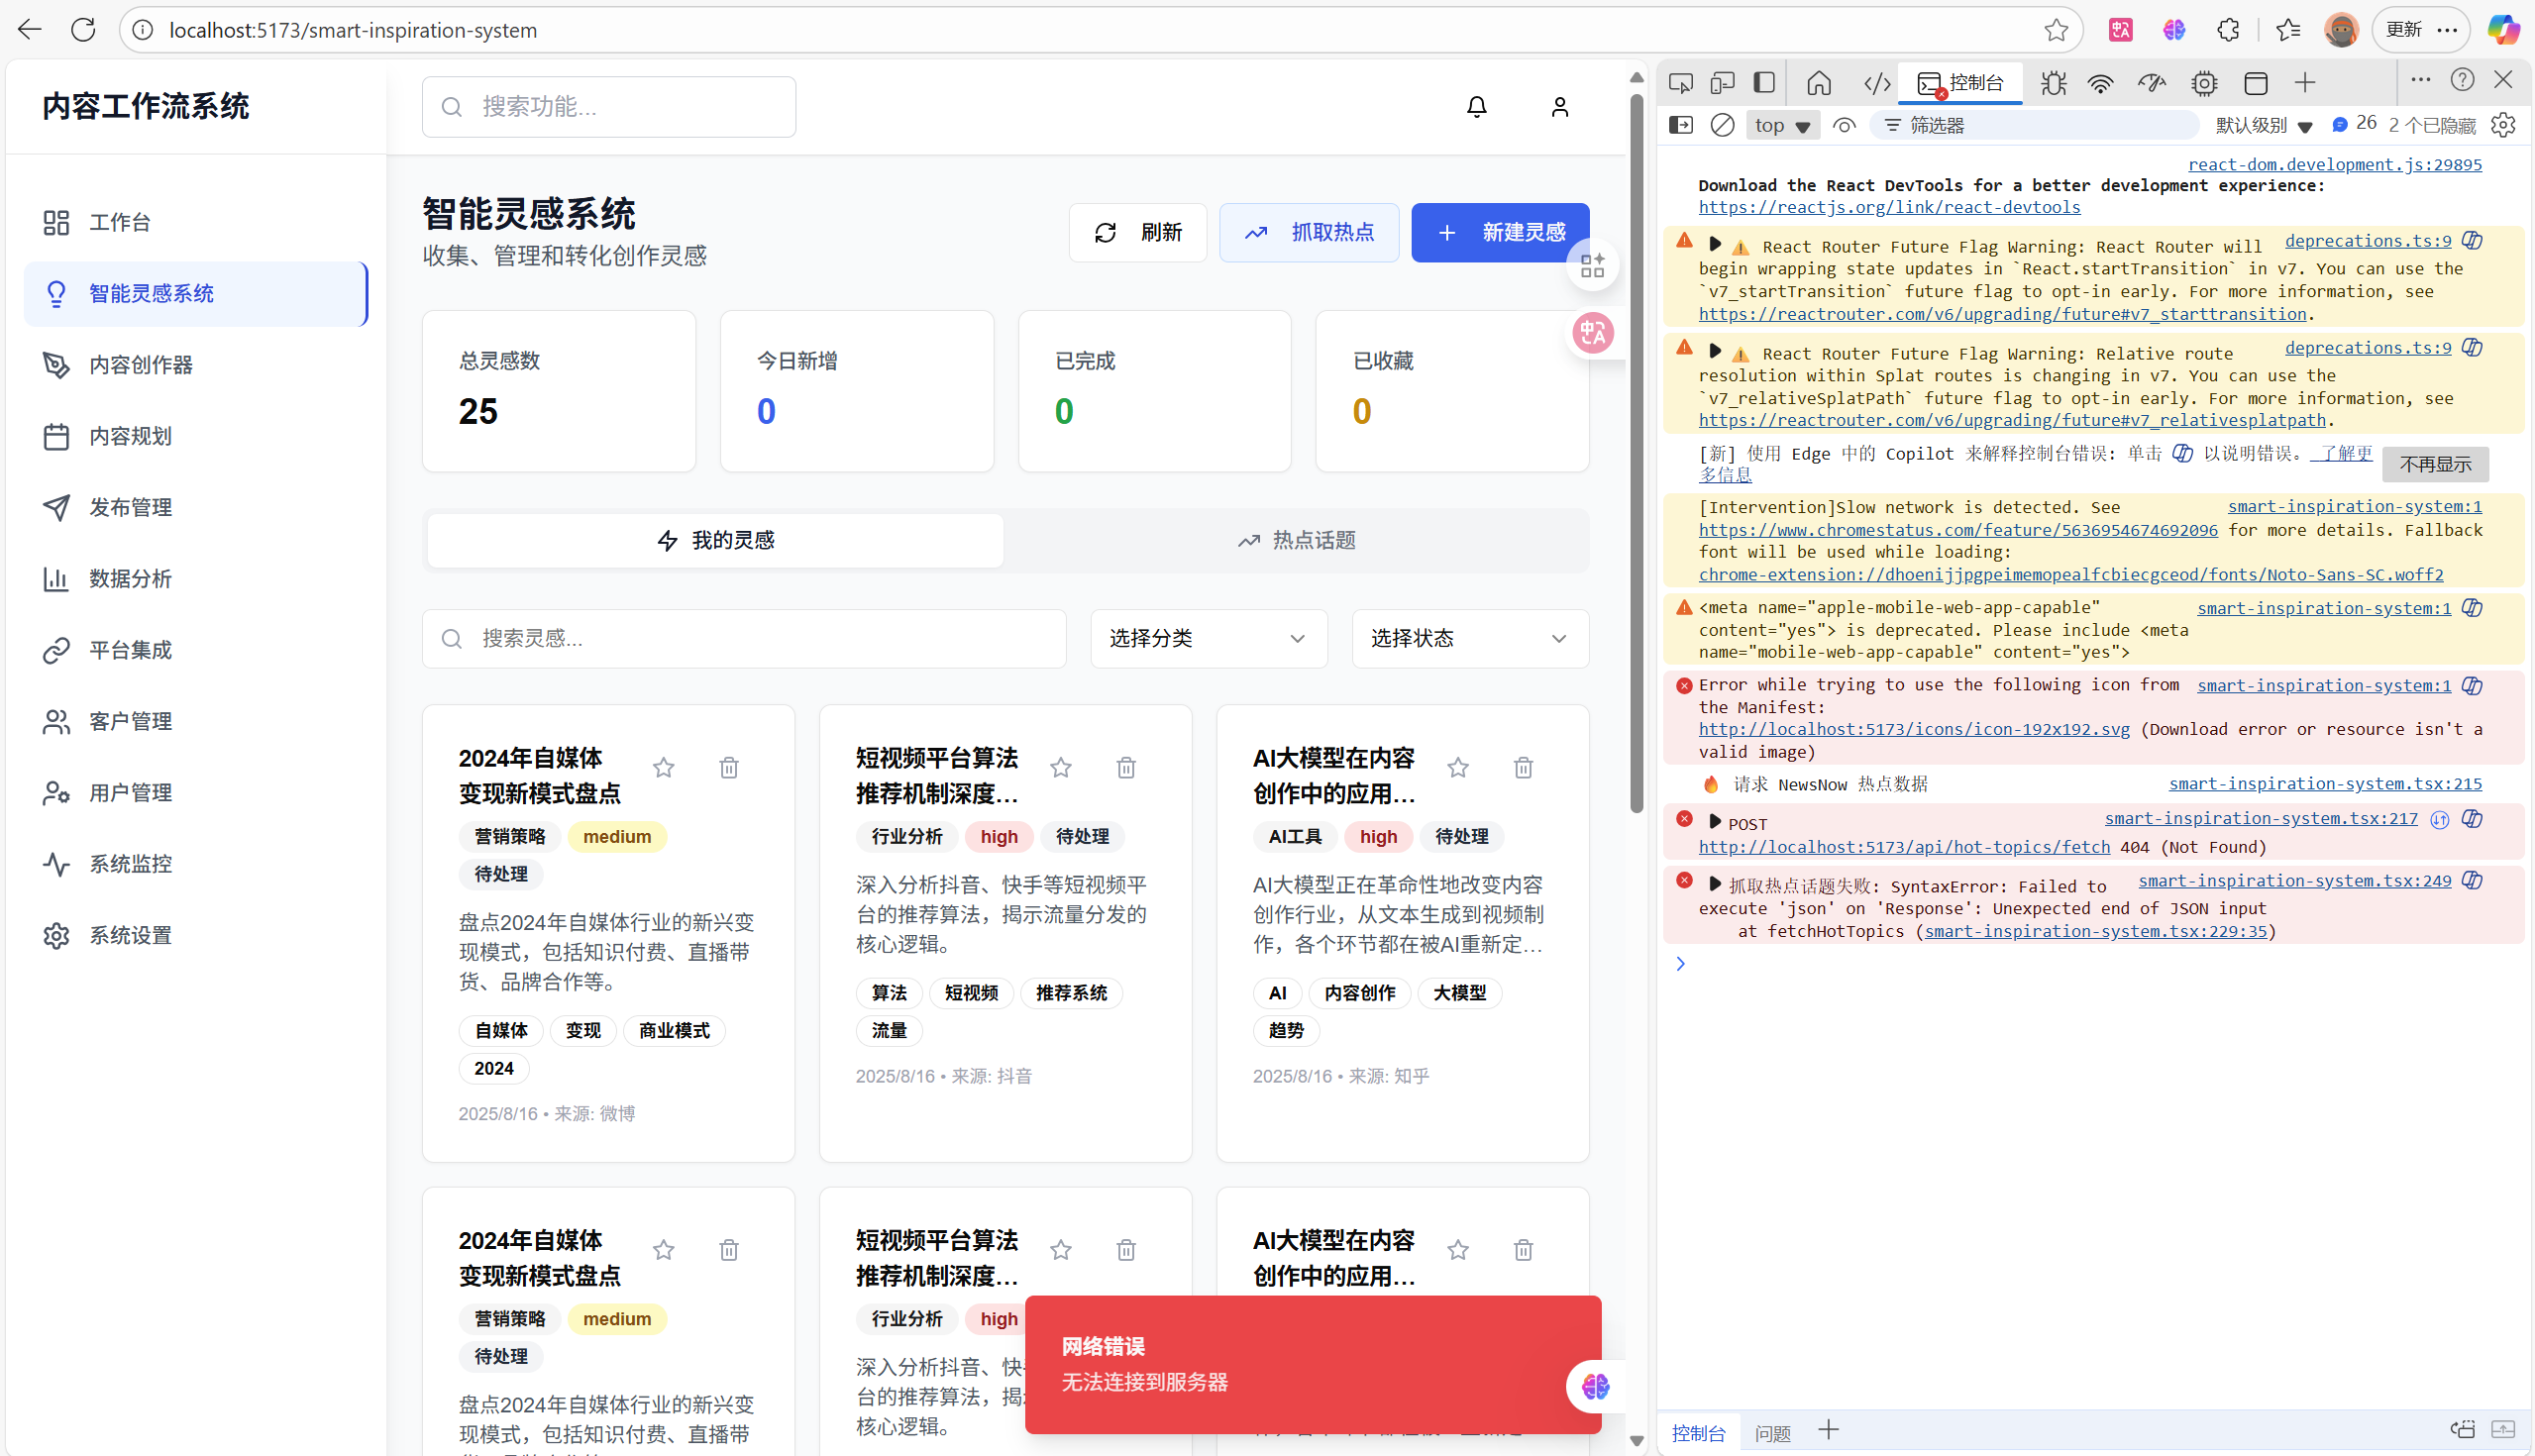 localhost:5173/smart-inspiration-system
更新
内容工作流系统
工作台
智能灵感系统
内容创作器
内容规划
发布管理
数据分析
平台集成
客户管理
用户管理
系统监控
系统设置
搜索功能...
智能灵感系统
收集、管理和转化创作灵感
刷新
抓取热点
新建灵感
总灵感数
25
今日新增
0
已完成
0
已收藏
0
我的灵感
热点话题
搜索灵感...
选择分类
选择状态
2024年自媒体
变现新模式盘点
营销策略 medium
待处理
盘点2024年自媒体行业的新兴变
现模式，包括知识付费、直播带
货、品牌合作等。
自媒体 变现 商业模式
2024
2025/8/16 • 来源: 微博
短视频平台算法
推荐机制深度...
行业分析 high 待处理
深入分析抖音、快手等短视频平
台的推荐算法，揭示流量分发的
核心逻辑。
算法 短视频 推荐系统
流量
2025/8/16 • 来源: 抖音
AI大模型在内容
创作中的应用...
AI工具 high 待处理
AI大模型正在革命性地改变内容
创作行业，从文本生成到视频制
作，各个环节都在被AI重新定...
AI 内容创作 大模型
趋势
2025/8/16 • 来源: 知乎
2024年自媒体
变现新模式盘点
营销策略 medium
待处理
盘点2024年自媒体行业的新兴变
现模式，包括知识付费、直播带
短视频平台算法
推荐机制深度...
行业分析 high
深入分析抖音、快
台的推荐算法，揭
核心逻辑。
AI大模型在内容
创作中的应用...
网络错误
无法连接到服务器
控制台
top
筛选器
默认级别
26
2 个已隐藏
react-dom.development.js:29895
Download the React DevTools for a better development experience:
https://reactjs.org/link/react-devtools
deprecations.ts:9
⚠️ React Router Future Flag Warning: React Router will
begin wrapping state updates in `React.startTransition` in v7. You can use the
`v7_startTransition` future flag to opt-in early. For more information, see
https://reactrouter.com/v6/upgrading/future#v7_starttransition.
deprecations.ts:9
⚠️ React Router Future Flag Warning: Relative route
resolution within Splat routes is changing in v7. You can use the
`v7_relativeSplatPath` future flag to opt-in early. For more information, see
https://reactrouter.com/v6/upgrading/future#v7_relativesplatpath.
[新] 使用 Edge 中的 Copilot 来解释控制台错误: 单击 以说明错误。 了解更
多信息
不再显示
[Intervention]Slow network is detected. See smart-inspiration-system:1
https://www.chromestatus.com/feature/5636954674692096 for more details. Fallback
font will be used while loading:
chrome-extension://dhoenijjpgpeimemopealfcbiecgceod/fonts/Noto-Sans-SC.woff2
<meta name="apple-mobile-web-app-capable" smart-inspiration-system:1
content="yes"> is deprecated. Please include <meta
name="mobile-web-app-capable" content="yes">
Error while trying to use the following icon from smart-inspiration-system:1
the Manifest:
http://localhost:5173/icons/icon-192x192.svg (Download error or resource isn't a
valid image)
🔥 请求 NewsNow 热点数据 smart-inspiration-system.tsx:215
POST smart-inspiration-system.tsx:217
http://localhost:5173/api/hot-topics/fetch 404 (Not Found)
抓取热点话题失败: SyntaxError: Failed to smart-inspiration-system.tsx:249
execute 'json' on 'Response': Unexpected end of JSON input
at fetchHotTopics (smart-inspiration-system.tsx:229:35)
控制台
问题